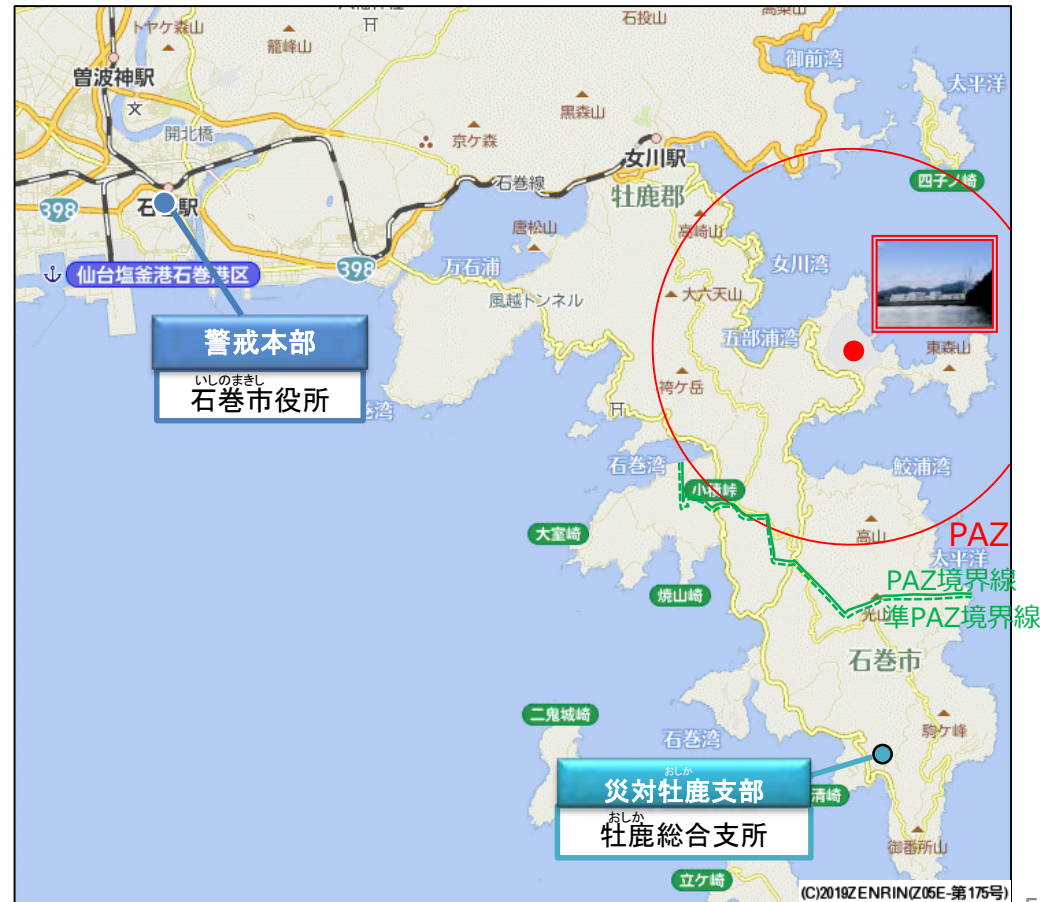 トヤケ森山
石投山
籠峰山
御前湾
曽波神駅
太平洋
黒森山
開北橋
京ケ森
女川駅
石巻線
牡鹿郡
四子ノ崎
398
唐松山
高崎山
仙台塩釜港石巻港区
398
万石浦
女川湾
風越トンネル
大六天山
警戒本部
五部浦湾
東森山
いしのまきし
石巻市役所
袴ケ岳
石巻湾
鮫浦湾
小積峠
大室崎
高山
PAZ
太平洋
PAZ境界線
焼山崎
光山
準PAZ境界線
石巻市
二鬼城崎
駒ケ峰
石巻湾
おしか
災対牡鹿支部
清崎
おしか
牡鹿総合支所
御番所山
立ケ崎
(C)2019ZENRIN(Z05E-第175号)